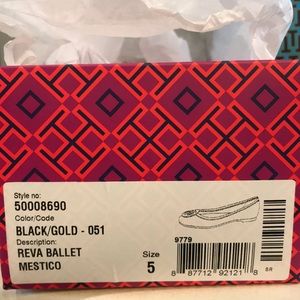 Style no:
50008690
Color/Code
BLACK/GOLD - 051
Description:
REVA BALLET
MESTICO
Size
5
9779
8 87712 92121 8
8R